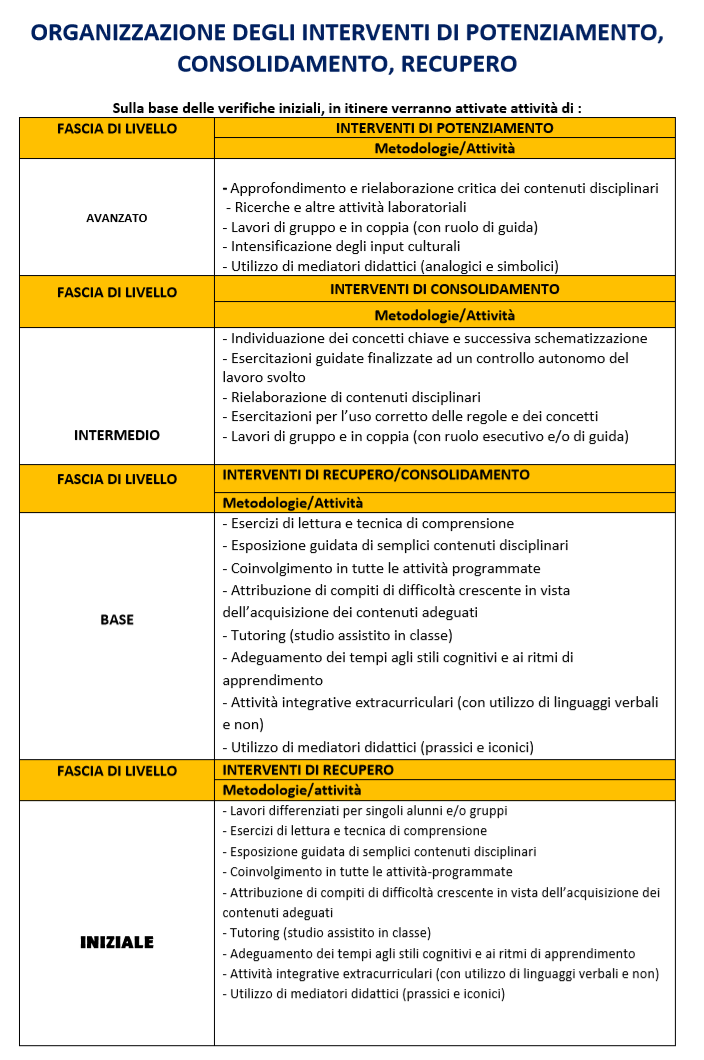 ORGANIZZAZIONE DEGLI INTERVENTI DI POTENZIAMENTO,
CONSOLIDAMENTO, RECUPERO
Sulla base delle verifiche iniziali, in itinere verranno attivate attività di :
FASCIA DI LIVELLO
INTERVENTI DI POTENZIAMENTO
Metodologie/Attività
AVANZATO
- Approfondimento e rielaborazione critica dei contenuti disciplinari
- Ricerche e altre attività laboratoriali
- Lavori di gruppo e in coppia (con ruolo di guida)
- Intensificazione degli input culturali
- Utilizzo di mediatori didattici (analogici e simbolici)
FASCIA DI LIVELLO
INTERVENTI DI CONSOLIDAMENTO
Metodologie/Attività
INTERMEDIO
- Individuazione dei concetti chiave e successiva schematizzazione
- Esercitazioni guidate finalizzate ad un controllo autonomo del
lavoro svolto
- Rielaborazione di contenuti disciplinari
- Esercitazioni per l’uso corretto delle regole e dei concetti
- Lavori di gruppo e in coppia (con ruolo esecutivo e/o di guida)
FASCIA DI LIVELLO
INTERVENTI DI RECUPERO/CONSOLIDAMENTO
Metodologie/Attività
BASE
- Esercizi di lettura e tecnica di comprensione
- Esposizione guidata di semplici contenuti disciplinari
- Coinvolgimento in tutte le attività programmate
- Attribuzione di compiti di difficoltà crescente in vista
dell’acquisizione dei contenuti adeguati
- Tutoring (studio assistito in classe)
- Adeguamento dei tempi agli stili cognitivi e ai ritmi di
apprendimento
- Attività integrative extracurriculari (con utilizzo di linguaggi verbali
e non)
- Utilizzo di mediatori didattici (prassici e iconici)
FASCIA DI LIVELLO
INTERVENTI DI RECUPERO
Metodologie/attività
INIZIALE
- Lavori differenziati per singoli alunni e/o gruppi
- Esercizi di lettura e tecnica di comprensione
- Esposizione guidata di semplici contenuti disciplinari
- Coinvolgimento in tutte le attività-programmate
- Attribuzione di compiti di difficoltà crescente in vista dell’acquisizione dei
contenuti adeguati
- Tutoring (studio assistito in classe)
- Adeguamento dei tempi agli stili cognitivi e ai ritmi di apprendimento
- Attività integrative extracurriculari (con utilizzo di linguaggi verbali e non)
- Utilizzo di mediatori didattici (prassici e iconici)